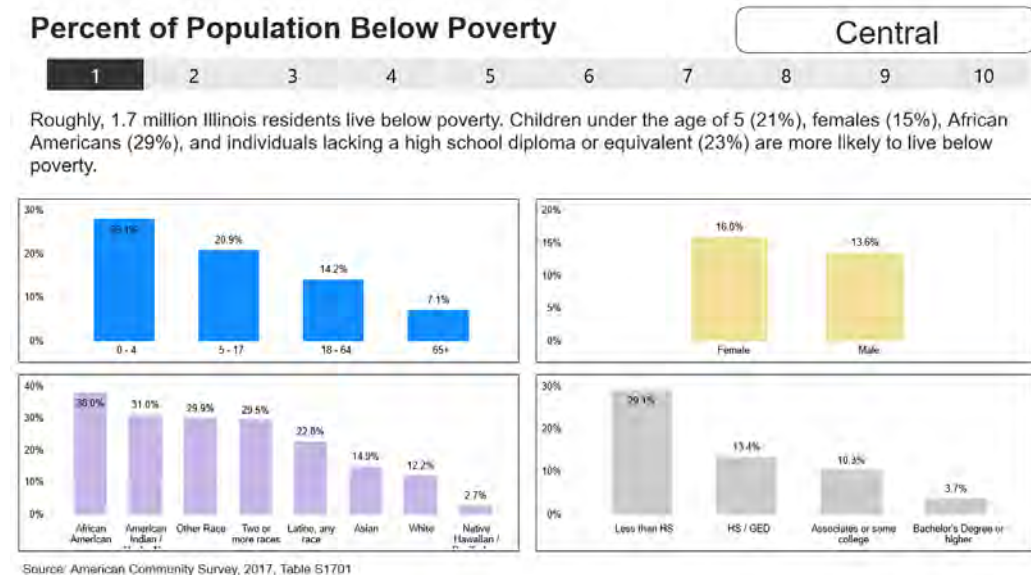 Percent of Population Below Poverty
Central
1 2 3 4 5 6 7 8 9 10
Roughly, 1.7 million Illinois residents live below poverty. Children under the age of 5 (21%), females (15%), African
Americans (29%), and individuals lacking a high school diploma or equivalent (23%) are more likely to live below
poverty.
30%
20%
10%
0%
20.9%
14.2%
7.1%
0 - 4
5 - 17
18 - 64
65+
20%
15%
10%
5%
0%
16.0%
13.6%
Female
Male
40%
30%
20%
10%
0%
38.0%
31.0%
29.9%
29.5%
22.8%
14.9%
12.2%
2.7%
African
American
American
Indian /
Other Race
Two or
more races
Latino, any
race
Asian
White
Native
Hawaiian /
30%
20%
10%
0%
29.1%
13.4%
10.3%
3.7%
Less than HS
HS / GED
Associates or some
college
Bachelor's Degree or
higher
Source: American Community Survey, 2017, Table S1701